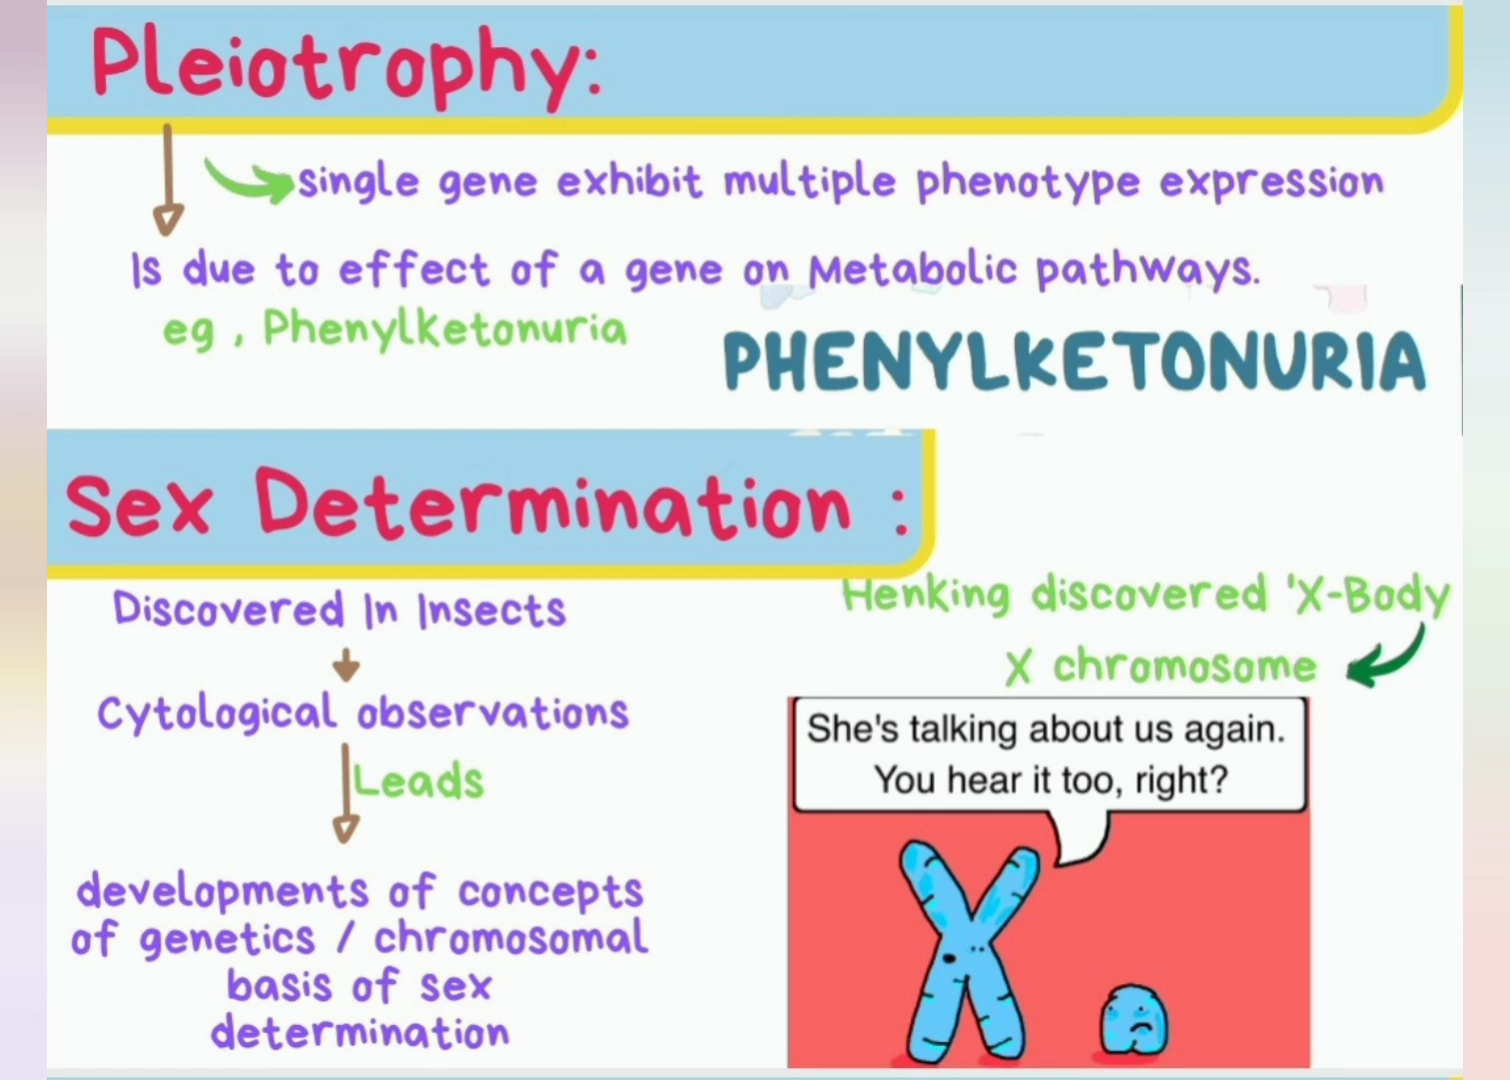 Pleiotrophy:
single gene exhibit multiple phenotype expression
Is due to effect of a gene on Metabolic pathways.
eg , Phenylketonuria
PHENYLKETONURIA
Sex Determination :
Discovered In Insects
Cytological observations
Leads
developments of concepts
of genetics / chromosomal
basis of sex
determination
Henking discovered 'X-Body
X chromosome
She's talking about us again.
You hear it too, right?